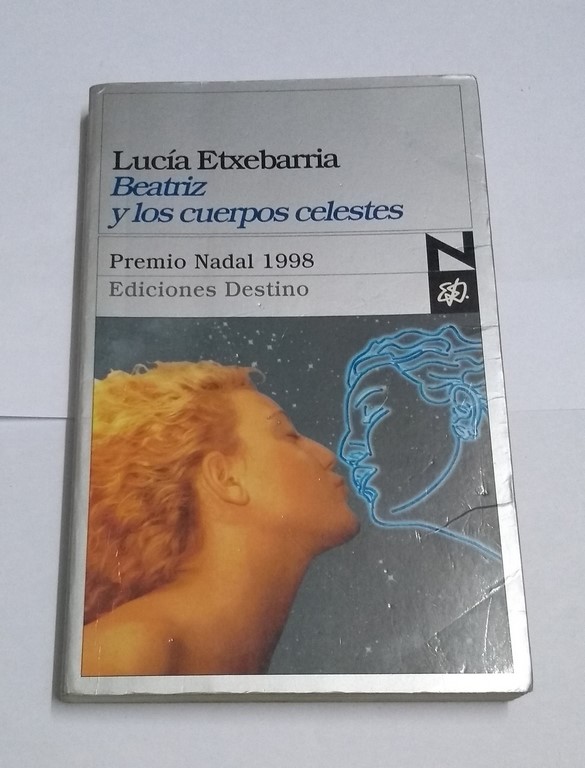 Lucía Etxebarria
Beatriz
y los cuerpos celestes
Premio Nadal 1998
Ediciones Destino
N